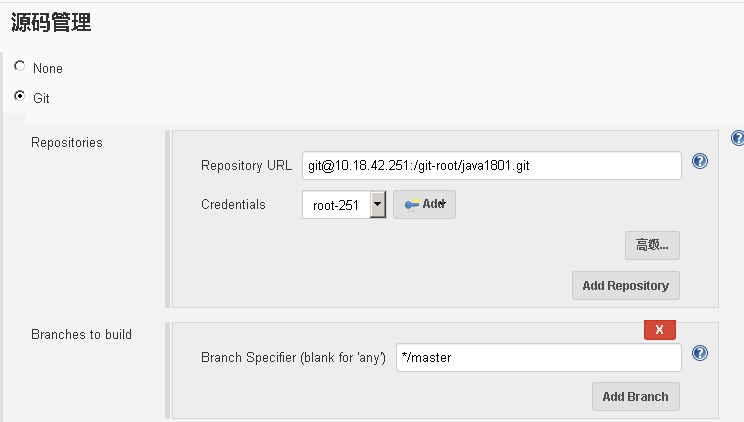 源码管理
None
Git
Repositories
Repository URL git@10.18.42.251:/git-root/java1801.git
Credentials root-251 Add
高级...
Add Repository
Branches to build
X
Branch Specifier (blank for 'any') */master
Add Branch